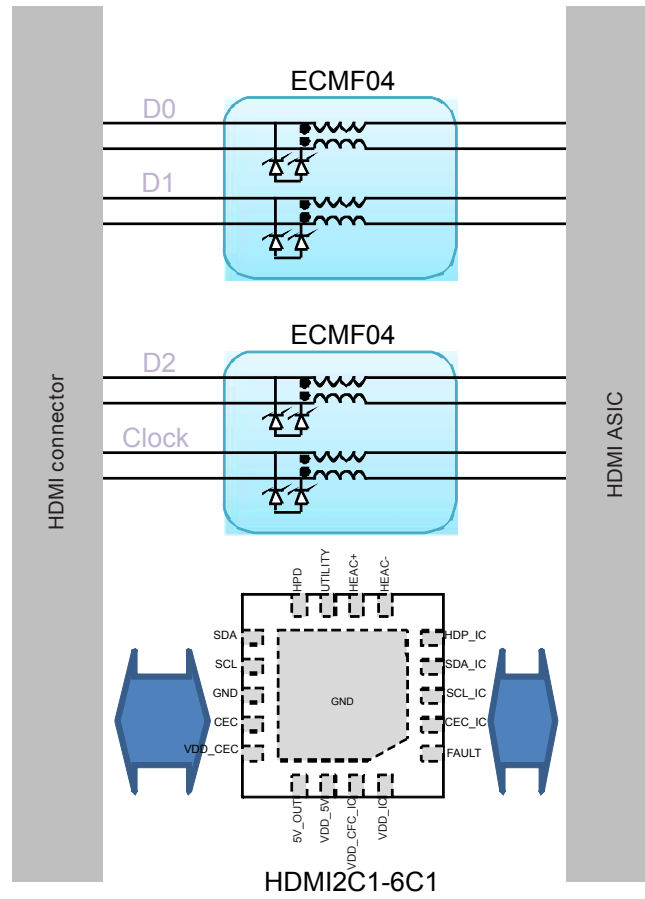 ECMF04
D0
D1
ECMF04
D2
Clock
HDMI connector
HDMI ASIC
HPD
UTILITY
HEAC+
HEAC-
SDA
SCL
GND
CEC
VDD_CEC
GND
HDP_IC
SDA_IC
SCL_IC
CEC_IC
FAULT
5V_OUT
VDD_5V
VDD_CFC_IC
VDD_IC
HDMI2C1-6C1